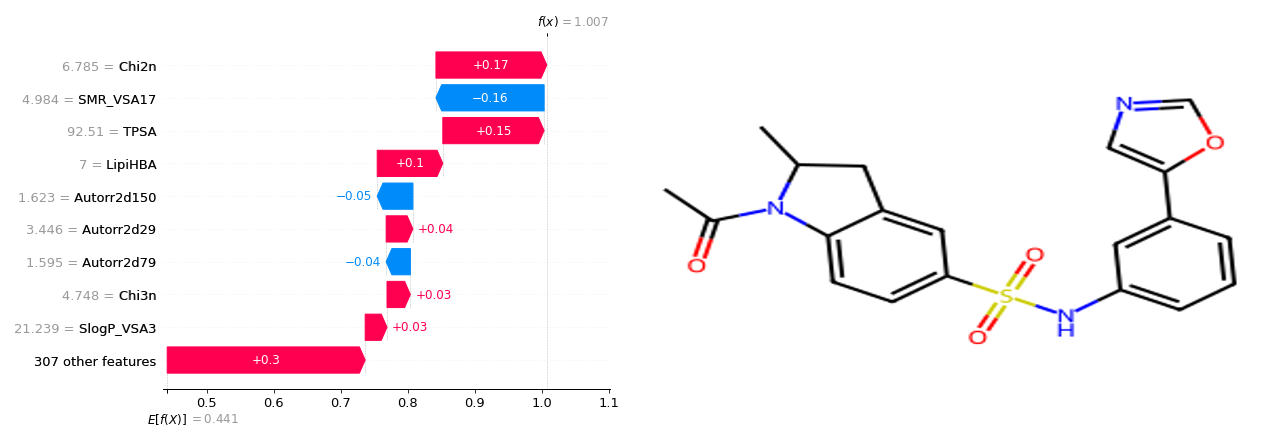 f(x) = 1.007
6.785 = Chi2n
+0.17
4.984 = SMR_VSA17
−0.16
92.51 = TPSA
+0.15
7 = LipiHBA
+0.1
1.623 = Autorr2d150
−0.05
3.446 = Autorr2d29
+0.04
1.595 = Autorr2d79
−0.04
4.748 = Chi3n
+0.03
21.239 = SlogP_VSA3
+0.03
307 other features
+0.3
0.5 0.6 0.7 0.8 0.9 1.0 1.1
E[f(X)] = 0.441
N
O
N
O
O
S
O
N
H